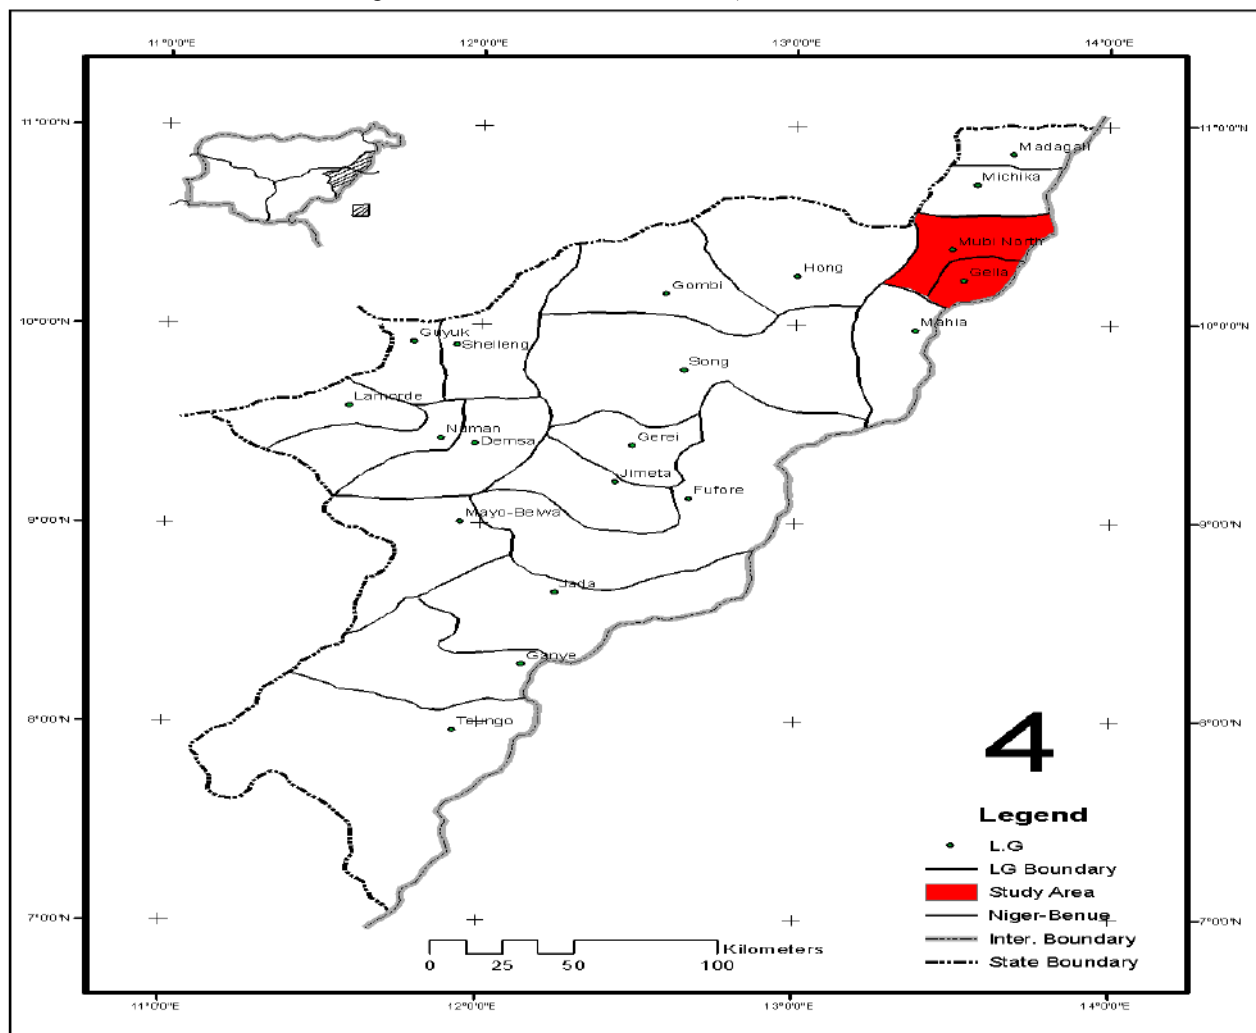 11°0'0"E 12°0'0"E 13°0'0"E 14°0'0"E
11°0'0"N 11°0'0"N
Madagali
Michika
Mubi North
Hong
Gella
Gombi
10°0'0"N 10°0'0"N
Guyuk
Mahia
Shelleng
Song
Lamorde
Numan
Gerei
Demsa
Jimeta
Fufore
9°0'0"N 9°0'0"N
Mayo-Belwa
Jada
Ganye
8°0'0"N 8°0'0"N
Toungo
4
Legend
L.G
LG Boundary
Study Area
Niger-Benue
7°0'0"N 7°0'0"N
Inter. Boundary
Kilometers
State Boundary
0 25 50 100
11°0'0"E 12°0'0"E 13°0'0"E 14°0'0"E